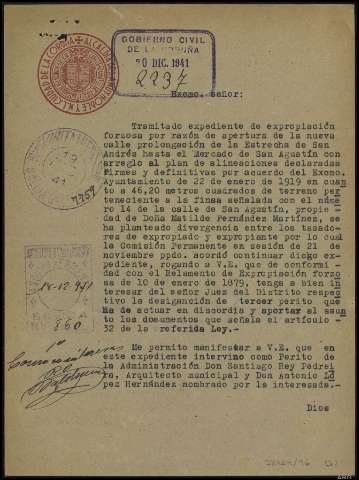 GOBIERNO CIVIL
DE LA CORUÑA
20 DIC. 1941
2237
Excmo. Señor:
Tramitado expediente de expropiación
forzosa por razón de apertura de la nueva
calle prolongación de la Estrecha de San
Andrés hasta el Mercado de San Agustín con
arreglo al plan de alineaciones declaradas
firmes y definitivas por acuerdo del Excmo.
Ayuntamiento de 22 de enero de 1919 en cuan
to a 46,20 metros cuadrados de terreno per
teneciente a la finca señalada con el núme
ro 14 de la calle de San Agustín, propie
dad de Doña Matilde Fernández Martínez, se
ha planteado divergencia entre los tasado-
res de expropiado y expropiante por lo cual
la Comisión Permanente en sesión de 21 de
noviembre ppdo. acordó continuar dicho ex-
pediente, rogando a V.E. que de conformi-
dad con el Relamento de Expropiación forzo
sa de 10 de enero de 1879, tenga a bien in
teresar del señor Juez del Distrito respec
tivo la desiganción de tercer perito que
ha de actuar en discordia y aportar al asun
to los documentos que señala el artículo -
32 de la referida Ley.-
Me permito manifestar a V.E. que en
este expediente intervino como Perito de
la Administración Don Santiago Rey Pedrei
ra, Arquitecto municipal y Don Antonio Ló
pez Hernández nombrado por la interesada.-
Dios
18-12-941
860